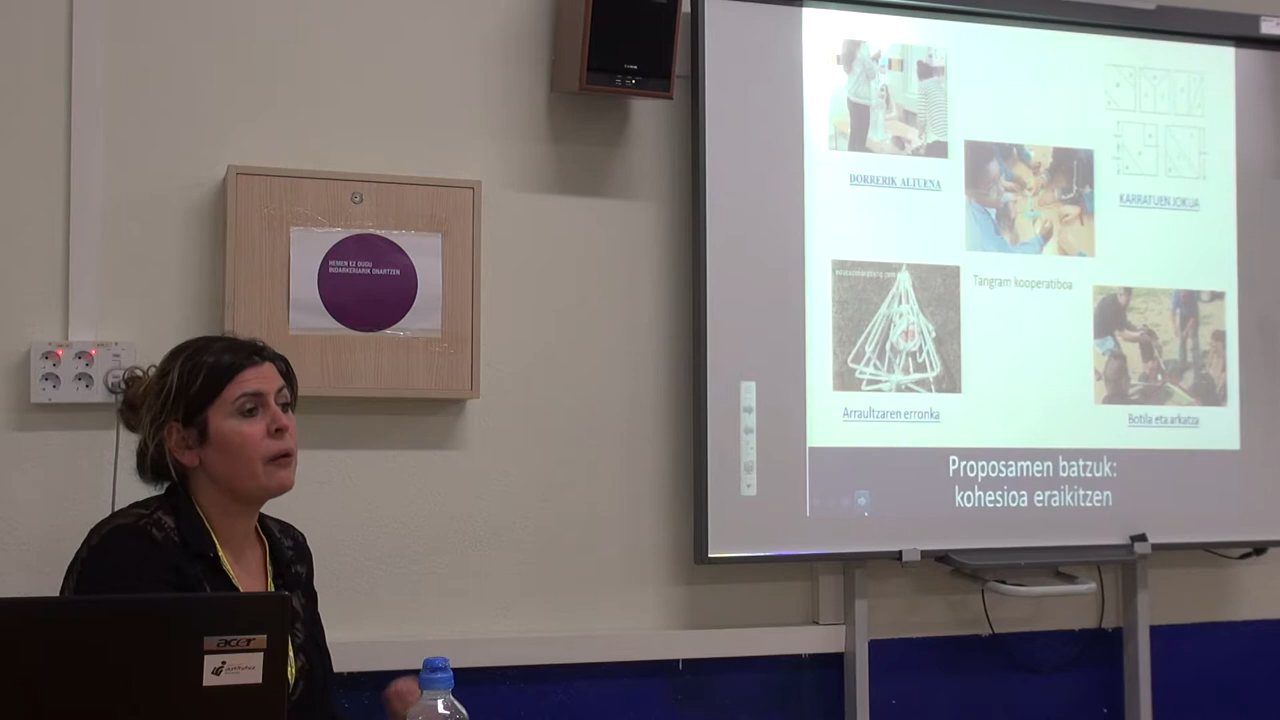 HEMEN EZ DUGU
INDARKERIARIK ONARTZEN
acer
DORRERIK ALTUENA
KARRATUEN JOKUA
Tangram kooperatiboa
Arraultzaren erronka
Botila eta arkatza
Proposamen batzuk:
kohesioa eraikitzen